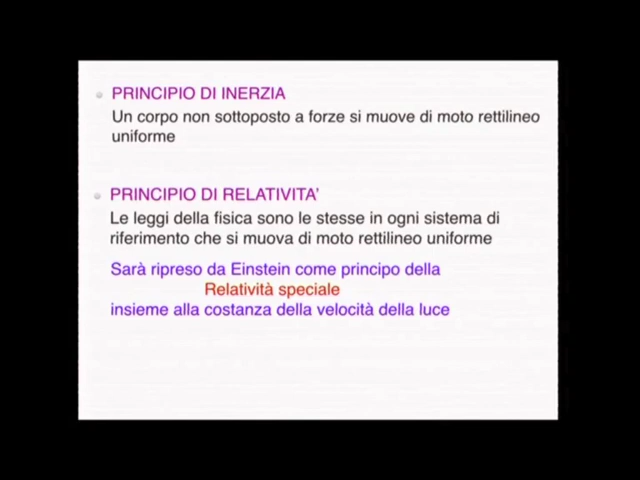 PRINCIPIO DI INERZIA
Un corpo non sottoposto a forze si muove di moto rettilineo
uniforme
PRINCIPIO DI RELATIVITA'
Le leggi della fisica sono le stesse in ogni sistema di
riferimento che si muova di moto rettilineo uniforme
Sarà ripreso da Einstein come principo della
Relatività speciale
insieme alla costanza della velocità della luce